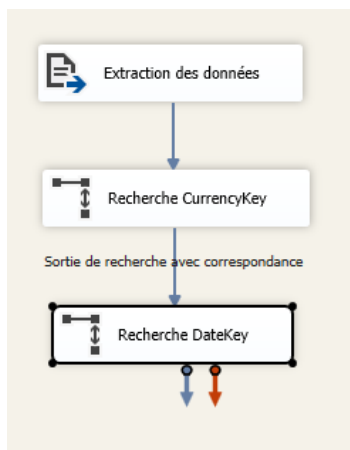 Extraction des données
Recherche CurrencyKey
Sortie de recherche avec correspondance
Recherche DateKey